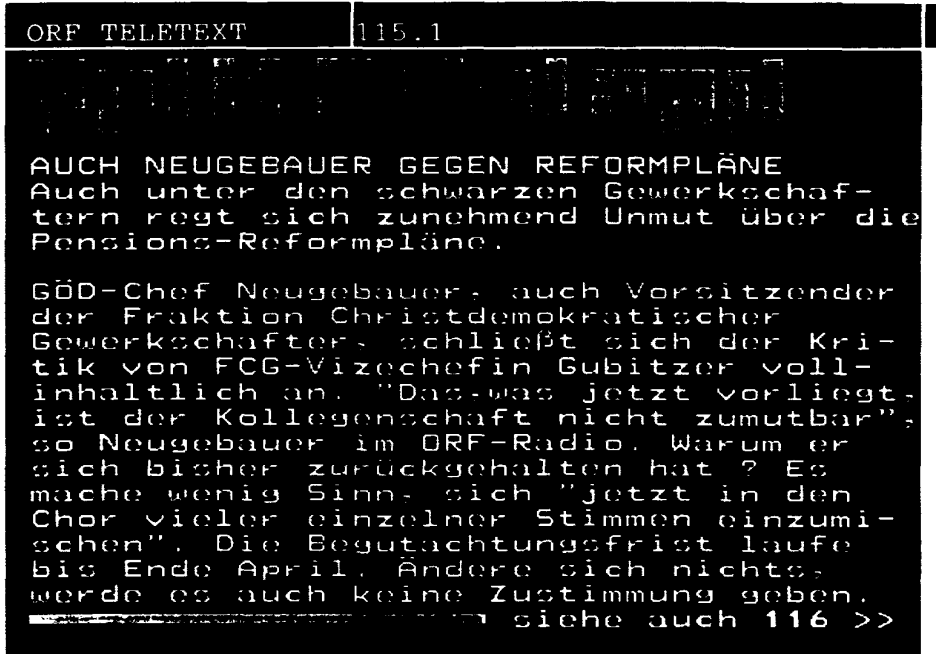 ORF TELETEXT 115.1
AUCH NEUGEBAUER GEGEN REFORMPLÄNE
Auch unter den schwarzen Gewerkschaf-
tern regt sich zunehmend Unmut über die
Pensions-Reformpläne.
GÖD-Chef Neugebauer, auch Vorsitzender
der Fraktion Christdemokratischer
Gewerkschafter, schließt sich der Kri-
tik von FCG-Vizechefin Gubitzer voll-
inhaltlich an. "Das,was jetzt vorliegt,
ist der Kollegenschaft nicht zumutbar",
so Neugebauer im ORF-Radio. Warum er
sich bisher zurückgehalten hat ? Es
mache wenig Sinn, sich "jetzt in den
Chor vieler einzelner Stimmen einzumi-
schen". Die Begutachtungsfrist laufe
bis Ende April. Ändere sich nichts,
werde es auch keine Zustimmung geben.
siehe auch 116 >>